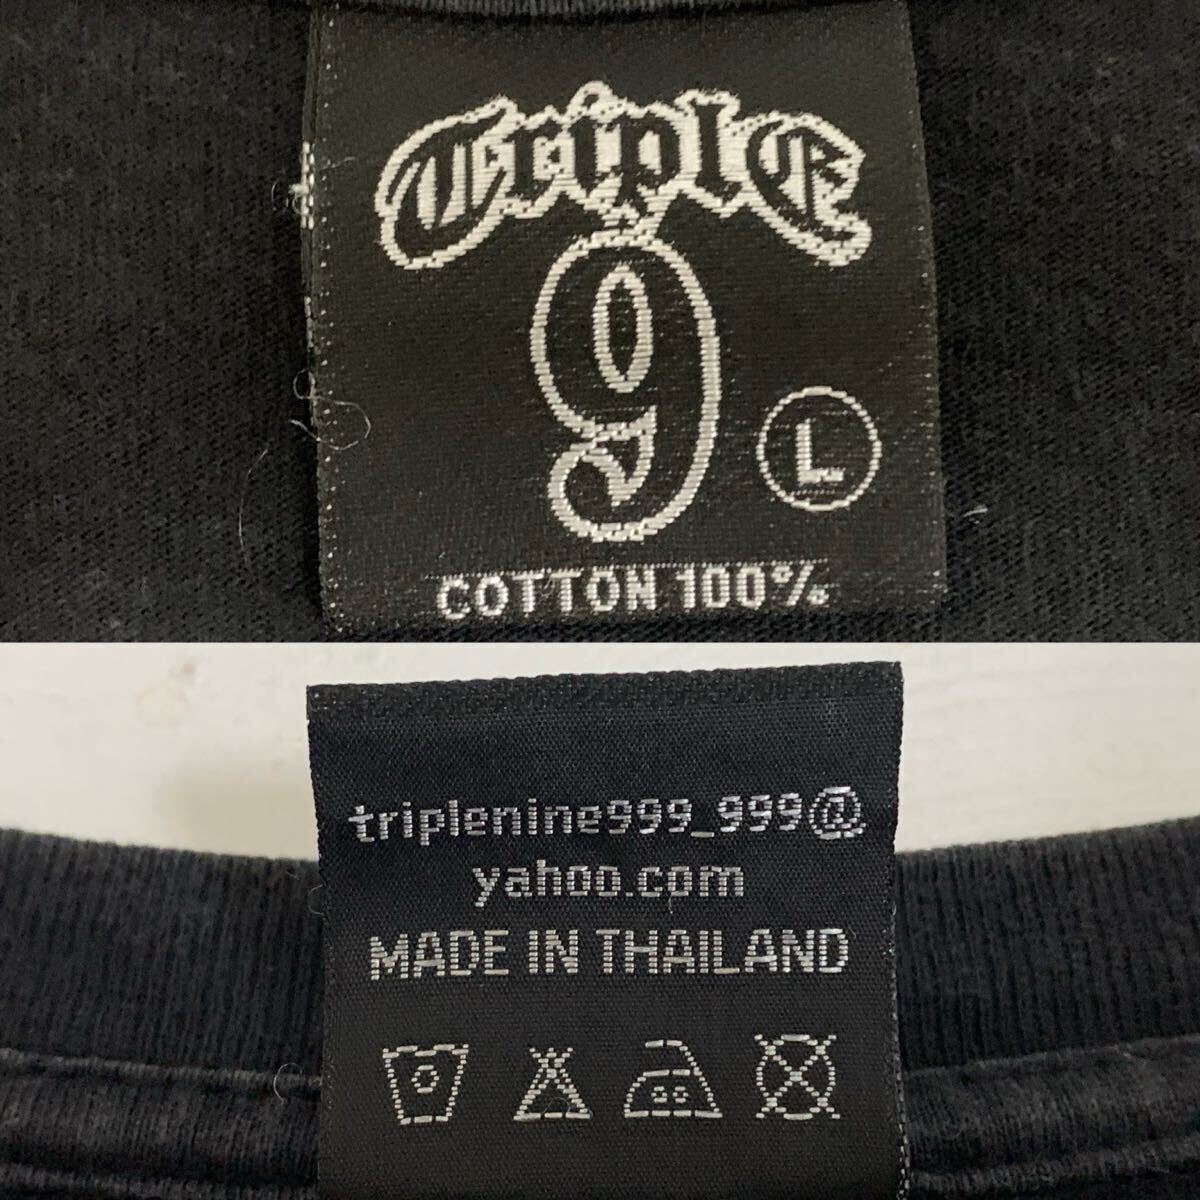 TriplE
9
L
COTTON 100%
triplenine999_999@
yahoo.com
MADE IN THAILAND